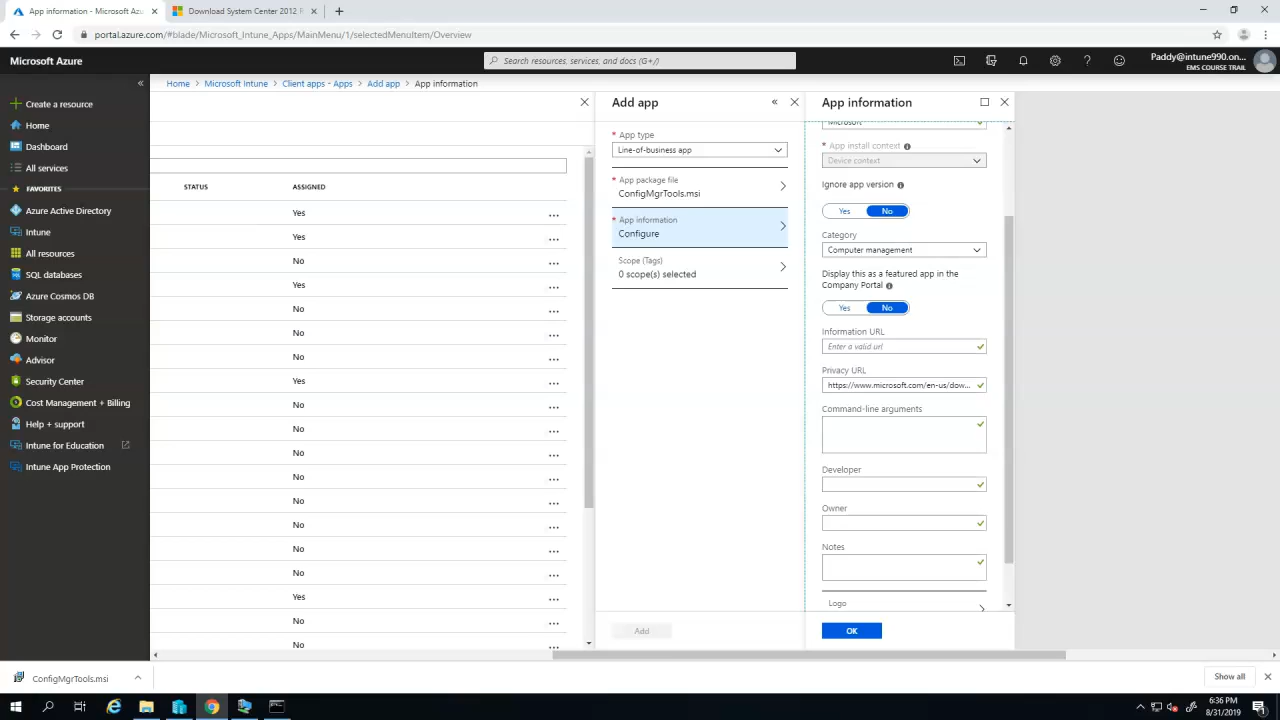 App information - Microsoft Az
Download System Center 2012 R
portal.azure.com/#blade/Microsoft_Intune_Apps/MainMenu/1/selectedMenuItem/Overview
Microsoft Azure
Search resources, services, and docs (G+/)
Paddy@intune990.on...
EMS COURSE TRAIL
Create a resource
Home
Dashboard
All services
FAVORITES
Azure Active Directory
Intune
All resources
SQL databases
Azure Cosmos DB
Storage accounts
Monitor
Advisor
Security Center
Cost Management + Billing
Help + support
Intune for Education
Intune App Protection
Home > Microsoft Intune > Client apps - Apps > Add app > App information
STATUS
ASSIGNED
Yes
Yes
No
Yes
No
No
No
Yes
No
No
No
No
No
No
No
No
Yes
No
No
Add app
* App type
Line-of-business app
* App package file
ConfigMgrTools.msi
* App information
Configure
Scope (Tags)
0 scope(s) selected
Add
App information
Microsoft
* App install context
Device context
Ignore app version
Yes No
Category
Computer management
Display this as a featured app in the
Company Portal
Yes No
Information URL
Enter a valid url
Privacy URL
https://www.microsoft.com/en-us/dow...
Command-line arguments
Developer
Owner
Notes
Logo
OK
ConfigMgrTools.msi
Show all
6:36 PM
8/31/2019